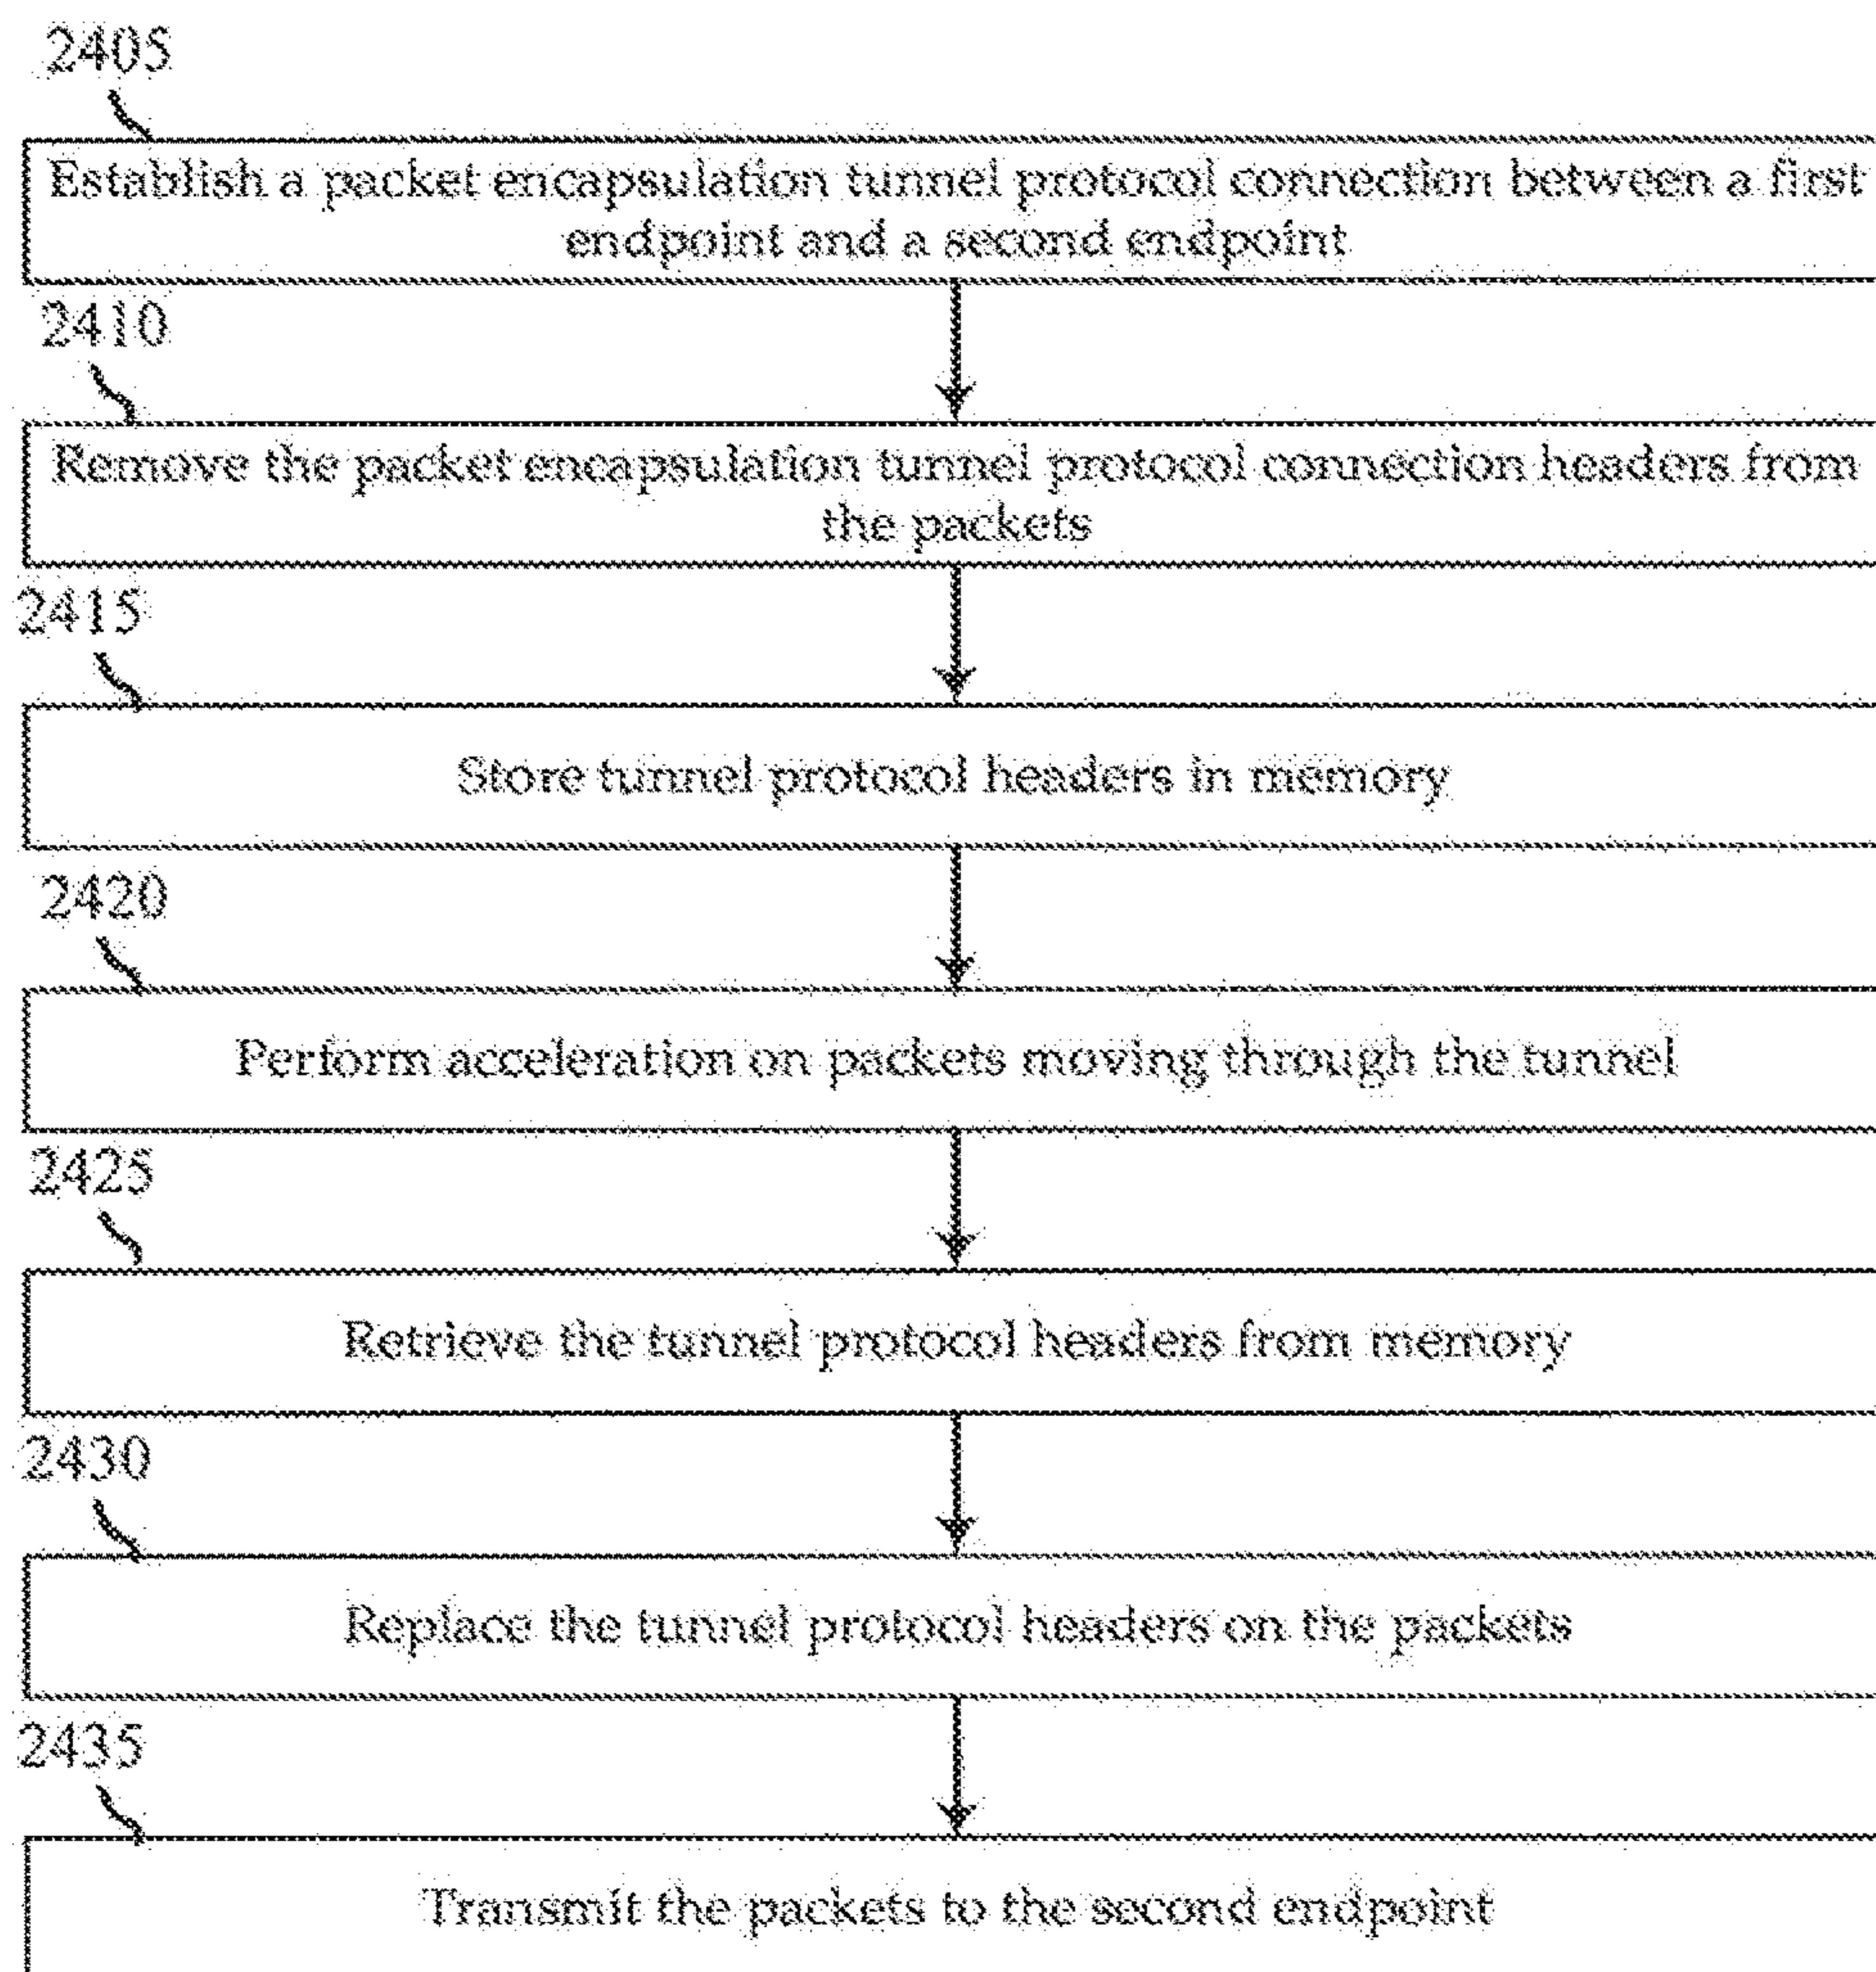 2405
Establish a packet encapsulation tunnel protocol connection between a first
endpoint and a second endpoint
2410
Remove the packet encapsulation tunnel protocol connection headers from
the packets
2415
Store tunnel protocol headers in memory
2420
Perform acceleration on packets moving through the tunnel
2425
Retrieve the tunnel protocol headers from memory
2430
Replace the tunnel protocol headers on the packets
2435
Transmit the packets to the second endpoint